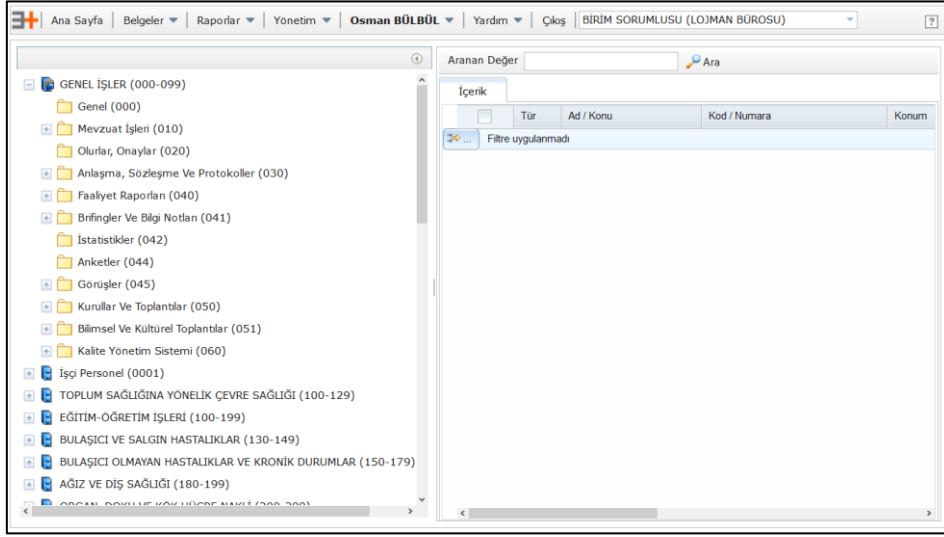 Ana Sayfa Belgeler Raporlar Yönetim Osman BÜLBÜL Yardım Çıkış BİRİM SORUMLUSU (LOJMAN BÜROSU) ?
Aranan Değer Ara
İçerik
Tür Ad / Konu Kod / Numara Konum
... Filtre uygulanmadı
GENEL İŞLER (000-099)
Genel (000)
Mevzuat İşleri (010)
Olurlar, Onaylar (020)
Anlaşma, Sözleşme Ve Protokoller (030)
Faaliyet Raporları (040)
Brifingler Ve Bilgi Notları (041)
İstatistikler (042)
Anketler (044)
Görüşler (045)
Kurullar Ve Toplantılar (050)
Bilimsel Ve Kültürel Toplantılar (051)
Kalite Yönetim Sistemi (060)
İşçi Personel (0001)
TOPLUM SAĞLIĞINA YÖNELİK ÇEVRE SAĞLIĞI (100-129)
EĞİTİM-ÖĞRETİM İŞLERİ (100-199)
BULAŞICI VE SALGIN HASTALIKLAR (130-149)
BULAŞICI OLMAYAN HASTALIKLAR VE KRONİK DURUMLAR (150-179)
AĞIZ VE DİŞ SAĞLIĞI (180-199)